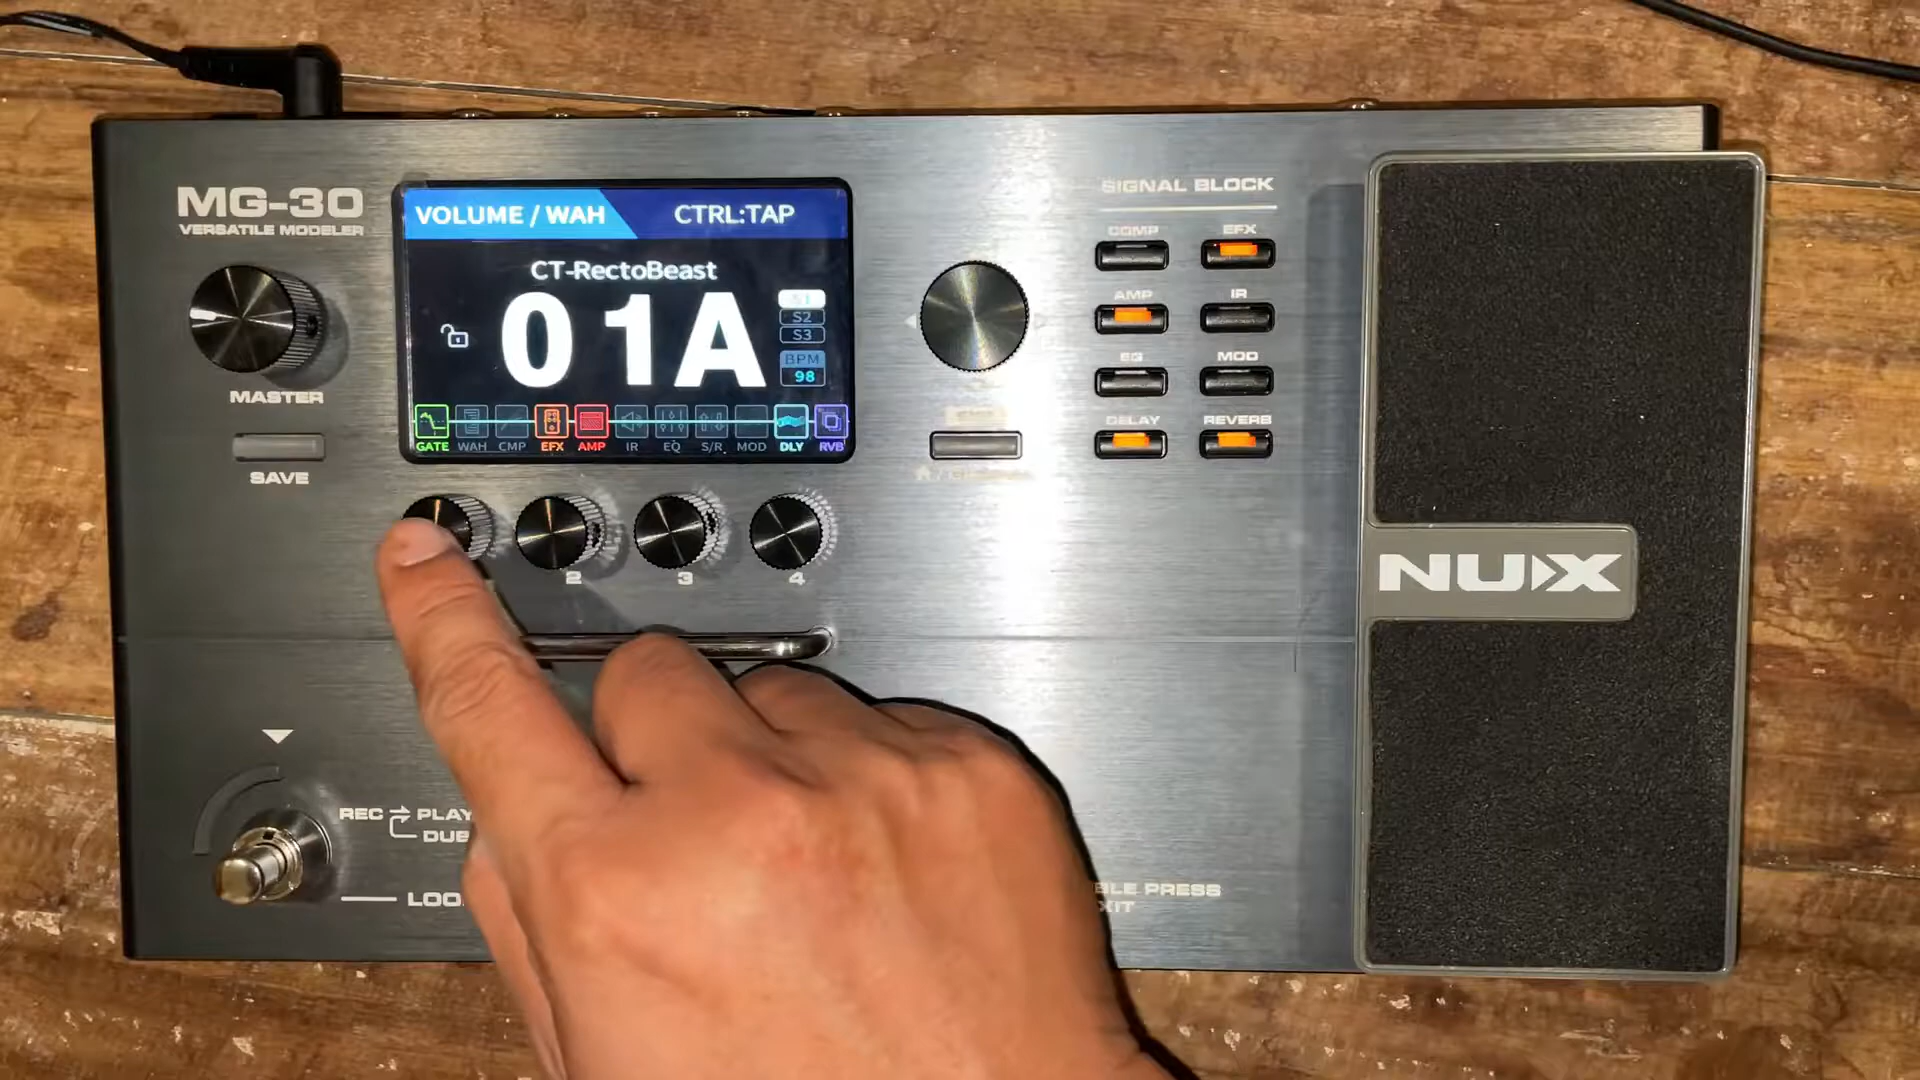 MG-30
VERSATILE MODELER
MASTER
SAVE
VOLUME / WAH
CTRL:TAP
CT-RectoBeast
01A
S1
S2
S3
BPM
98
GATE WAH CMP EFX AMP IR EQ S/R MOD DLY RVB
2 3 4
SIGNAL BLOCK
COMP EFX
AMP IR
EQ MOD
DELAY REVERB
NUX
REC PLAY
DUB
LOO
BLE PRESS
XIT